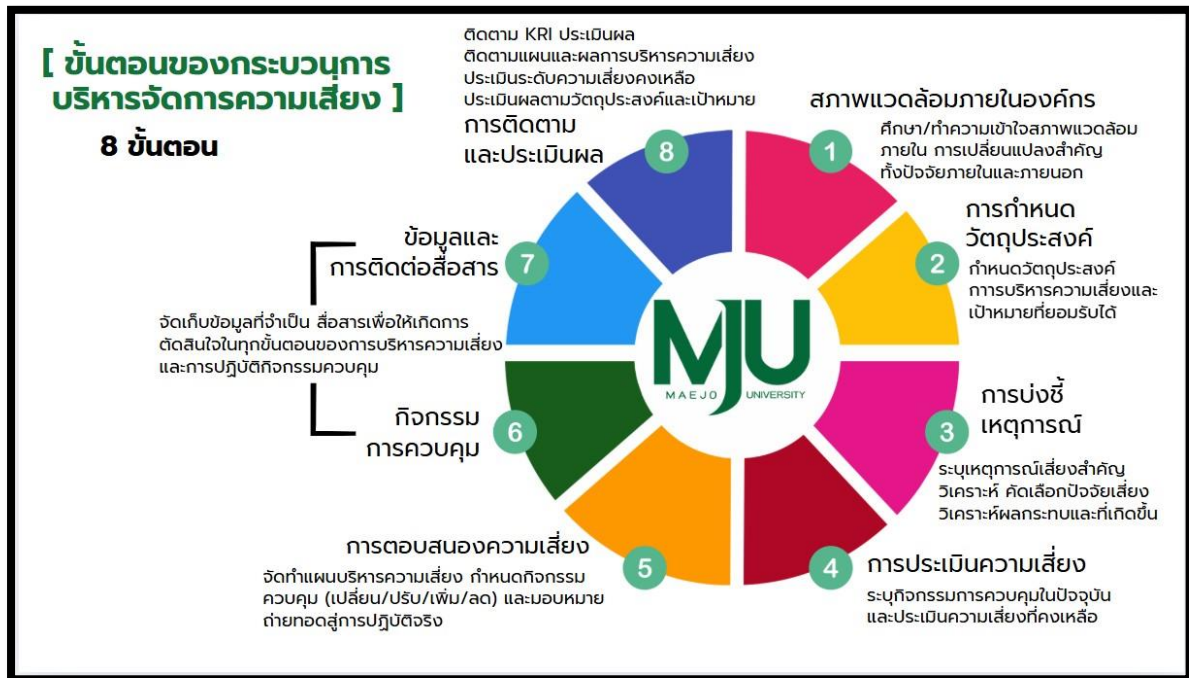 [ ขั้นตอนของกระบวนการ
บริหารจัดการความเสี่ยง ]
8 ขั้นตอน
ติดตาม KRI ประเมินผล
ติดตามแผนและผลการบริหารความเสี่ยง
ประเมินระดับความเสี่ยงคงเหลือ
ประเมินผลตามวัตถุประสงค์และเป้าหมาย
การติดตาม
และประเมินผล
8
สภาพแวดล้อมภายในองค์กร
ศึกษา/ทำความเข้าใจสภาพแวดล้อม
ภายใน การเปลี่ยนแปลงสำคัญ
ทั้งปัจจัยภายในและภายนอก
1
การกำหนด
วัตถุประสงค์
2
กำหนดวัตถุประสงค์
กาารบริหารความเสี่ยงและ
เป้าหมายที่ยอมรับได้
ข้อมูลและ
การติดต่อสื่อสาร
7
จัดเก็บข้อมูลที่จำเป็น สื่อสารเพื่อให้เกิดการ
ตัดสินใจในทุกขั้นตอนของการบริหารความเสี่ยง
และการปฏิบัติกิจกรรมควบคุม
MJU
MAEJO UNIVERSITY
การบ่งชี้
เหตุการณ์
3
ระบุเหตุการณ์เสี่ยงสำคัญ
วิเคราะห์ คัดเลือกปัจจัยเสี่ยง
วิเคราะห์ผลกระทบและที่เกิดขึ้น
กิจกรรม
การควบคุม
6
การตอบสนองความเสี่ยง
5
จัดทำแผนบริหารความเสี่ยง กำหนดกิจกรรม
ควบคุม (เปลี่ยน/ปรับ/เพิ่ม/ลด) และมอบหมาย
ถ่ายทอดสู่การปฏิบัติจริง
4
การประเมินความเสี่ยง
ระบุกิจกรรมการควบคุมในปัจจุบัน
และประเมินความเสี่ยงที่คงเหลือ